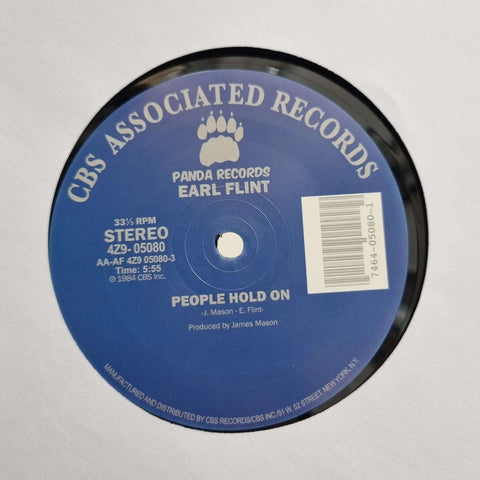 CBS ASSOCIATED RECORDS
PANDA RECORDS
EARL FLINT
33⅓ RPM
STEREO
4Z9-05080
AA-AF 4Z9 05080-3
Time: 5:55
© 1984 CBS Inc.
7464-05080-1
PEOPLE HOLD ON
-J. Mason - E. Flint-
Produced by James Mason
MANUFACTURED AND DISTRIBUTED BY CBS RECORDS/CBS INC/51 W. 52 STREET, NEW YORK, N.Y.